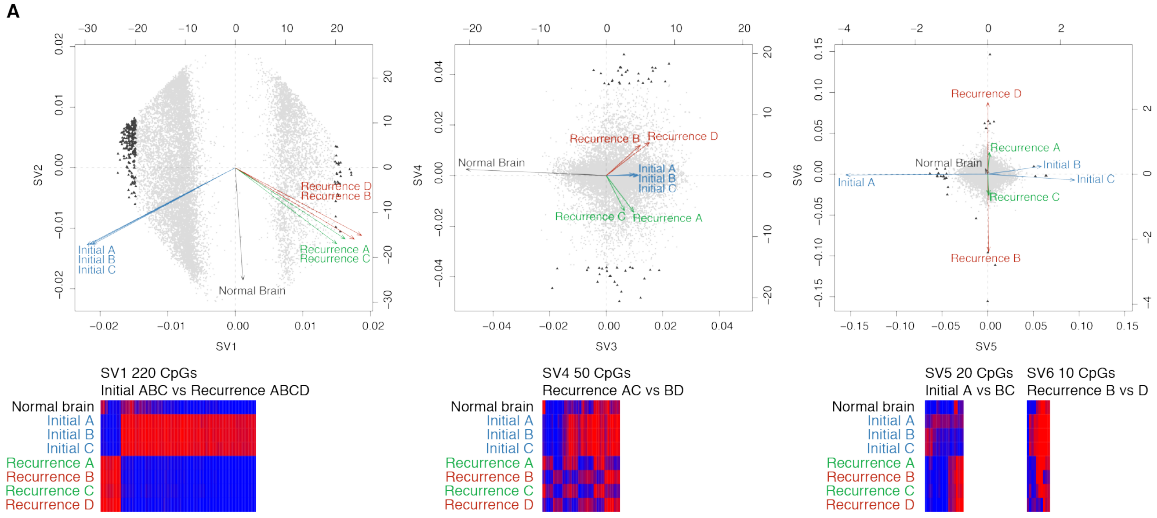 A
−30 −20 −10 0 10 20
−20 −10 0 10 20
−4 −2 0 2
0.02
0.01
0.00
−0.01
−0.02
SV2
20
10
0
−10
−20
−30
Recurrence D
Recurrence B
Recurrence A
Recurrence C
Initial A
Initial B
Initial C
Normal Brain
−0.02 −0.01 0.00 0.01 0.02
SV1
0.04
0.02
0.00
−0.02
−0.04
SV4
20
10
0
−10
−20
Recurrence B
Recurrence D
Normal Brain
Initial A
Initial B
Initial C
Recurrence C
Recurrence A
−0.04 −0.02 0.00 0.02 0.04
SV3
0.15
0.10
0.05
0.00
−0.05
−0.10
−0.15
SV6
2
0
−2
−4
Recurrence D
Recurrence A
Normal Brain
Initial B
Initial A
Initial C
Recurrence C
Recurrence B
−0.15 −0.10 −0.05 0.00 0.05 0.10 0.15
SV5
SV1 220 CpGs
Initial ABC vs Recurrence ABCD
Normal brain
Initial A
Initial B
Initial C
Recurrence A
Recurrence B
Recurrence C
Recurrence D
SV4 50 CpGs
Recurrence AC vs BD
Normal brain
Initial A
Initial B
Initial C
Recurrence A
Recurrence B
Recurrence C
Recurrence D
SV5 20 CpGs
Initial A vs BC
SV6 10 CpGs
Recurrence B vs D
Normal brain
Initial A
Initial B
Initial C
Recurrence A
Recurrence B
Recurrence C
Recurrence D